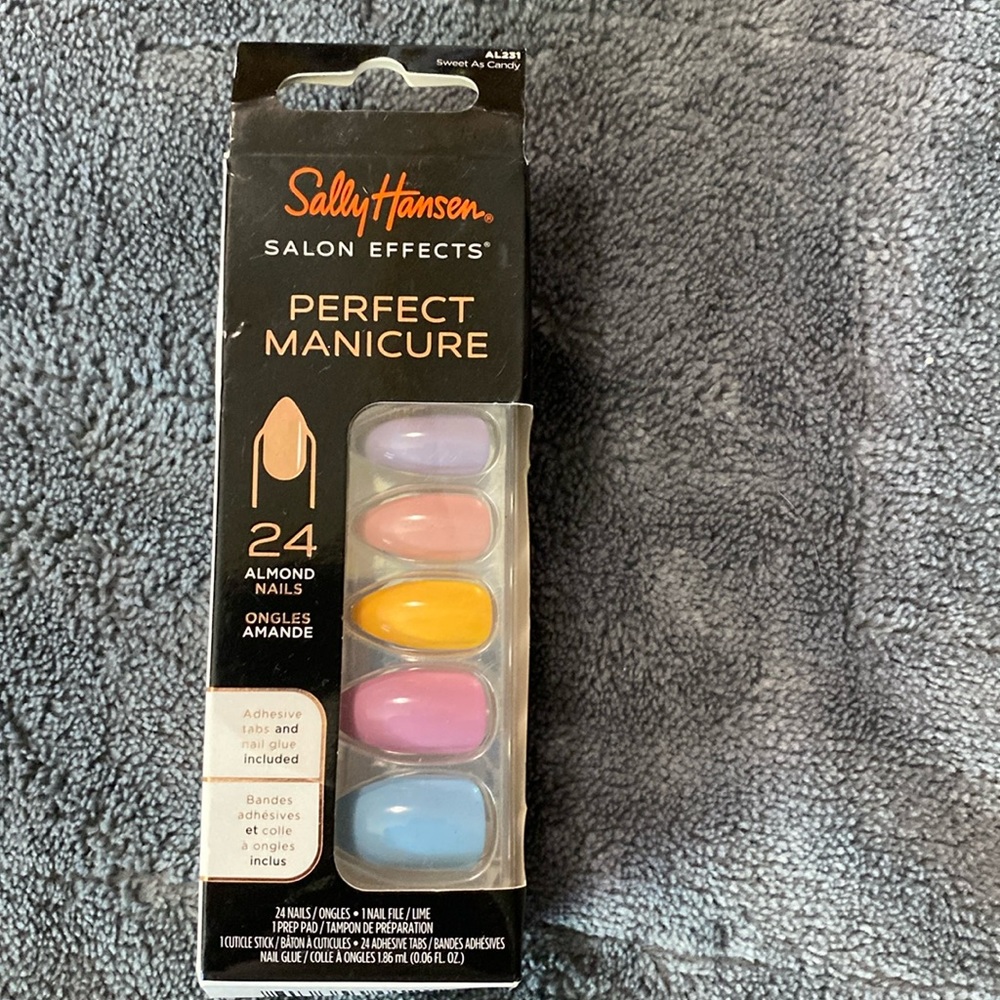 AL231
Sweet As Candy
Sally Hansen®
SALON EFFECTS®
PERFECT
MANICURE
24
ALMOND
NAILS
ONGLES
AMANDE
Adhesive
tabs and
nail glue
included
Bandes
adhésives
et colle
à ongles
inclus
24 NAILS / ONGLES • 1 NAIL FILE / LIME
1 PREP PAD / TAMPON DE PRÉPARATION
1 CUTICLE STICK / BÂTON À CUTICULES • 24 ADHESIVE TABS / BANDES ADHÉSIVES
NAIL GLUE / COLLE À ONGLES 1.86 mL (0.06 FL. OZ.)